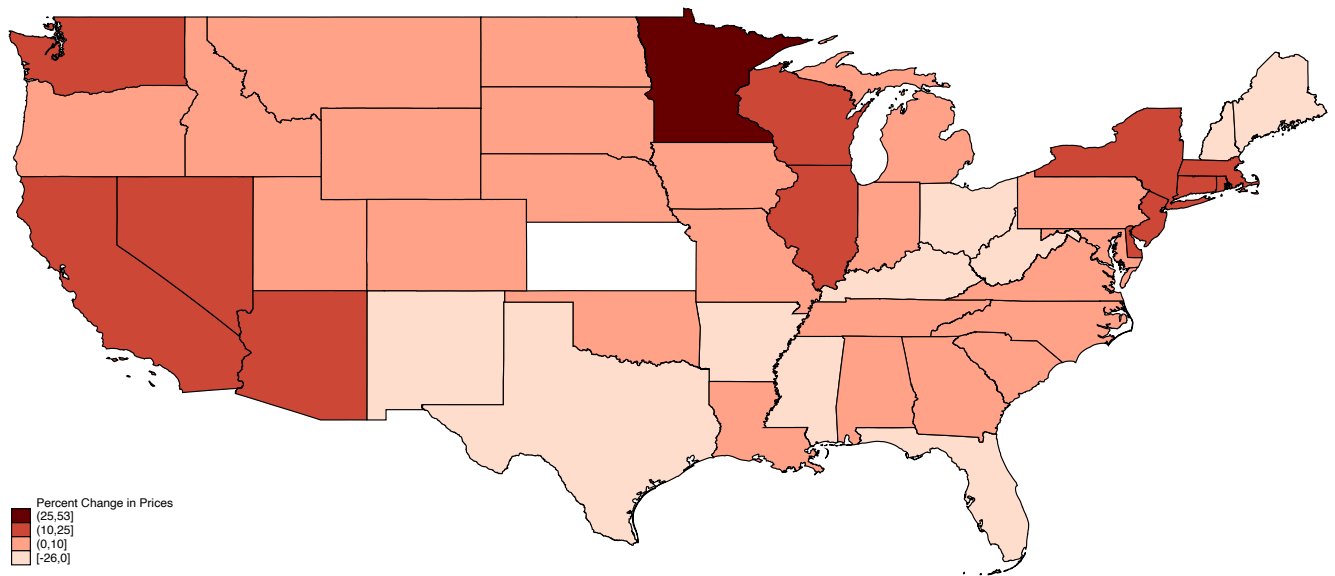 Percent Change in Prices
(25,53]
(10,25]
(0,10]
[-26,0]